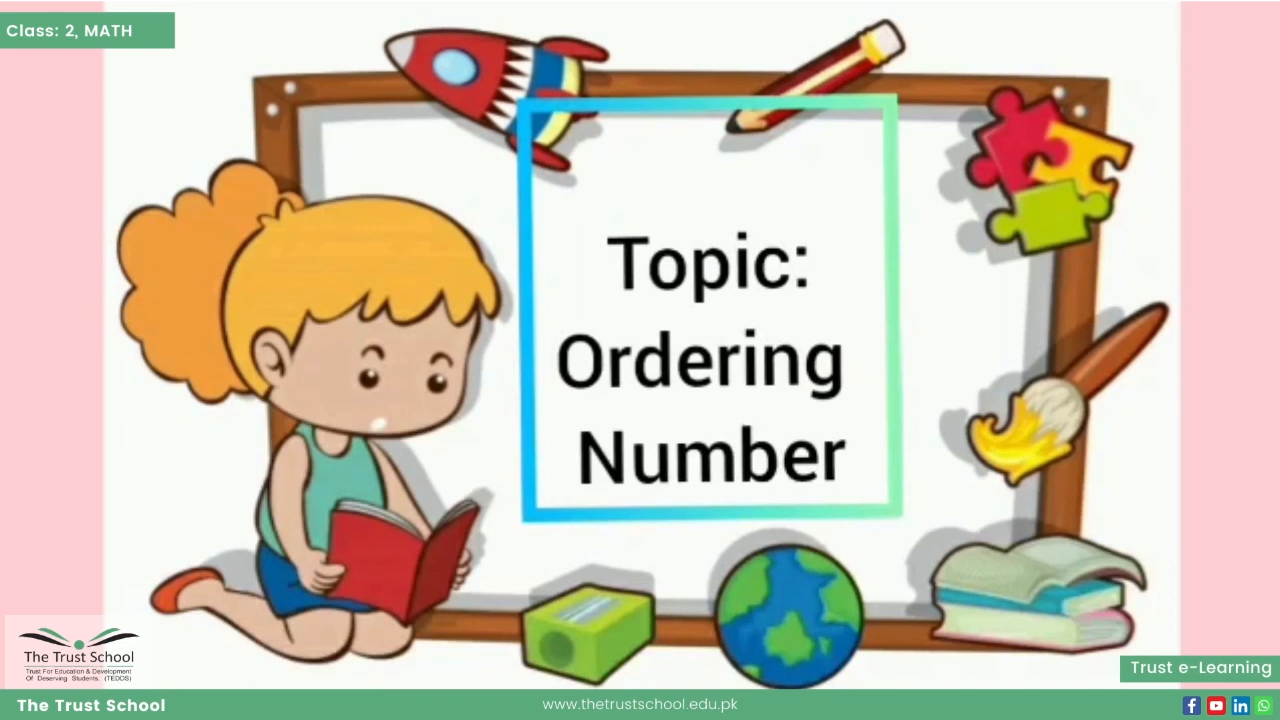 Class: 2, MATH
Topic:
Ordering
Number
The Trust School
Trust For Education & Development
Of Deserving Students. (TEDDS)
Trust e-Learning
The Trust School
www.thetrustschool.edu.pk